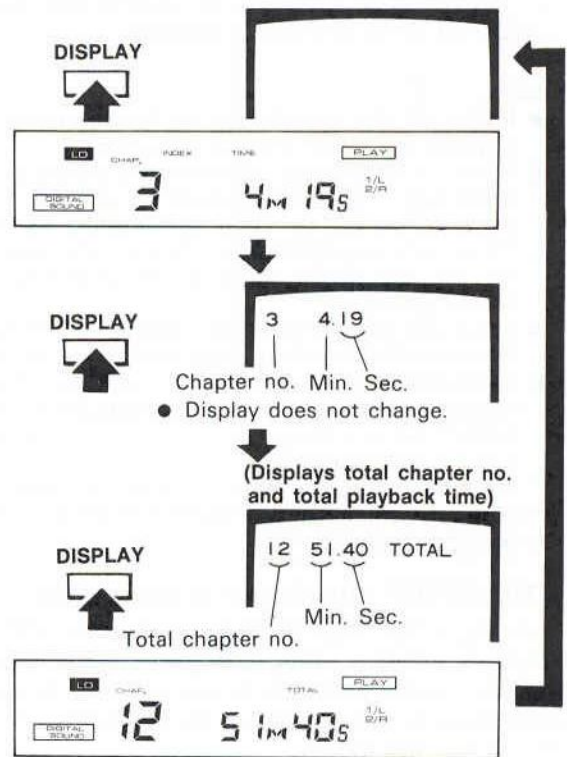 DISPLAY
LD CHAP. INDEX TIME PLAY
DIGITAL SOUND 3 4M 19S 1/L 2/R
DISPLAY
3 4.19
Chapter no. Min. Sec.
● Display does not change.
(Displays total chapter no.
and total playback time)
DISPLAY
12 51.40 TOTAL
Min. Sec.
Total chapter no.
LD CHAP. TOTAL PLAY
DIGITAL SOUND 12 51M 40S 1/L 2/R